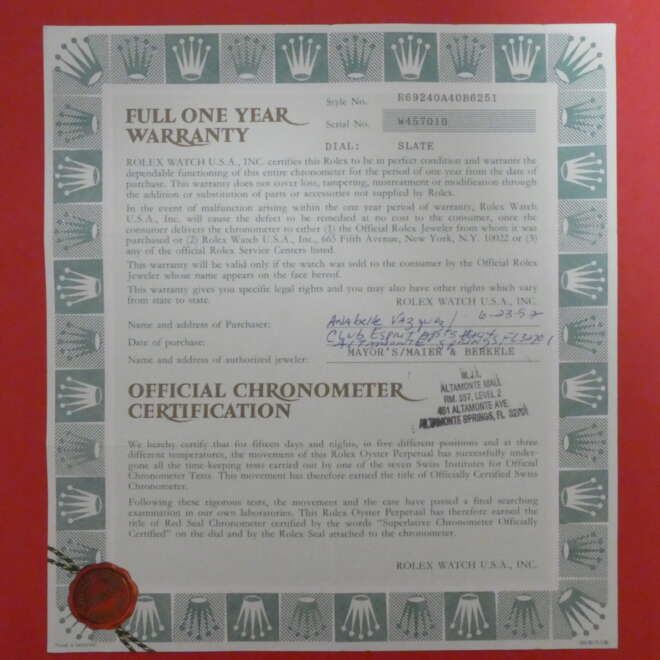 Style No. R69240A40B6251
FULL ONE YEAR
WARRANTY
Serial No. W457010
DIAL: SLATE
ROLEX WATCH U.S.A., INC. certifies this Rolex to be in perfect condition and warrants the
dependable functioning of this entire chronometer for the period of one year from the date of
purchase. This warranty does not cover loss, tampering, mistreatment or modification through
the addition or substitution of parts or accessories not supplied by Rolex.
In the event of malfunction arising within the one year period of warranty, Rolex Watch
U.S.A., Inc. will cause the defect to be remedied at no cost to the consumer, once the
consumer delivers the chronometer to either (1) the Official Rolex Jeweler from whom it was
purchased or (2) Rolex Watch U.S.A., Inc., 665 Fifth Avenue, New York, N.Y. 10022 or (3)
any of the official Rolex Service Centers listed.
This warranty will be valid only if the watch was sold to the consumer by the Official Rolex
Jeweler whose name appears on the face hereof.
This warranty gives you specific legal rights and you may also have other rights which vary
from state to state.
ROLEX WATCH U.S.A., INC.
Name and address of Purchaser: Anabelle Vazquez
Date of purchase: Club
Altamonte Springs, FL
Name and address of authorized jeweler: MAYOR'S/MAIER & BERKELE
W.J.I.
ALTAMONTE MALL
RM. 557, LEVEL 2
451 ALTAMONTE AVE.
ALTAMONTE SPRINGS, FL 32701
OFFICIAL CHRONOMETER
CERTIFICATION
We hereby certify that for fifteen days and nights, in five different positions and at three
different temperatures, the movement of this Rolex Oyster Perpetual has successfully under-
gone all the time-keeping tests carried out by one of the seven Swiss Institutes for Official
Chronometer Tests. This movement has therefore earned the title of Officially Certified Swiss
Chronometer.
Following these rigorous tests, the movement and the case have passed a final searching
examination in our own laboratories. This Rolex Oyster Perpetual has therefore earned the
title of Red Seal Chronometer certified by the words "Superlative Chronometer Officially
Certified" on the dial and by the Rolex Seal attached to the chronometer.
ROLEX WATCH U.S.A., INC.